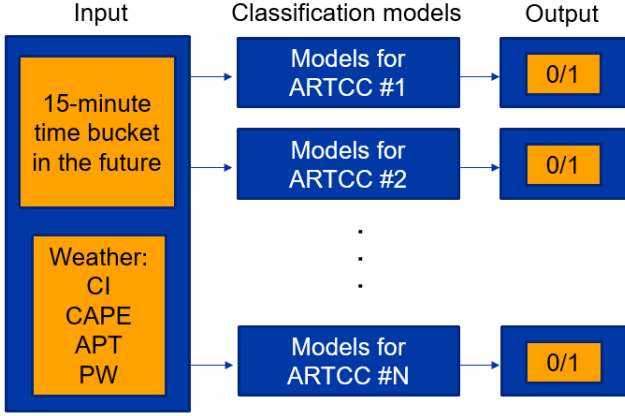 Input
Classification models
Output
15-minute
time bucket
in the future
Weather:
CI
CAPE
APT
PW
Models for
ARTCC #1
0/1
Models for
ARTCC #2
0/1
.
.
.
Models for
ARTCC #N
0/1